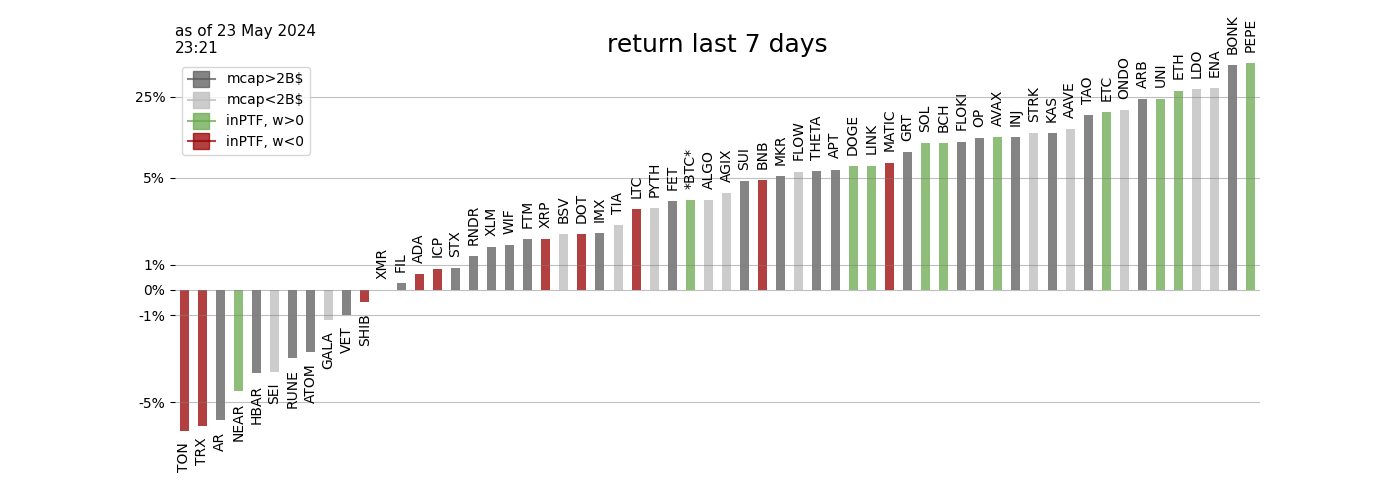 as of 23 May 2024
23:21
return last 7 days
mcap>2B$
mcap<2B$
inPTF, w>0
inPTF, w<0
25%
5%
1%
0%
-1%
-5%
TON
TRX
AR
NEAR
HBAR
SEI
RUNE
ATOM
GALA
VET
SHIB
XMR
FIL
ADA
ICP
STX
RNDR
XLM
WIF
FTM
XRP
BSV
DOT
IMX
TIA
LTC
PYTH
FET
*BTC*
ALGO
AGIX
SUI
BNB
MKR
FLOW
THETA
APT
DOGE
LINK
MATIC
GRT
SOL
BCH
FLOKI
OP
AVAX
INJ
STRK
KAS
AAVE
TAO
ETC
ONDO
ARB
UNI
ETH
LDO
ENA
BONK
PEPE